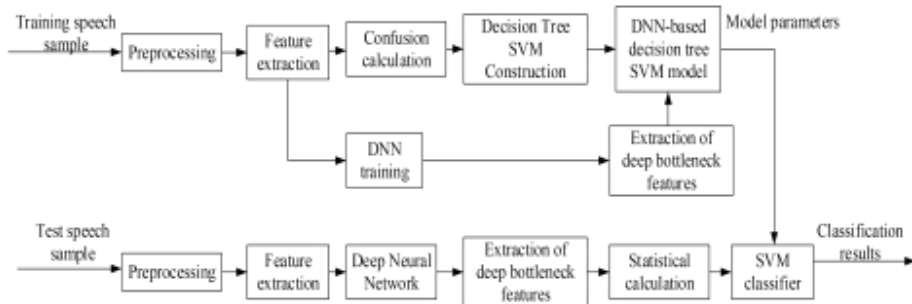 Training speech
sample
Preprocessing
Feature
extraction
Confusion
calculation
Decision Tree
SVM
Construction
DNN-based
decision tree
SVM model
Model parameters
DNN
training
Extraction of
deep bottleneck
features
Test speech
sample
Preprocessing
Feature
extraction
Deep Neural
Network
Extraction of
deep bottleneck
features
Statistical
calculation
SVM
classifier
Classification
results